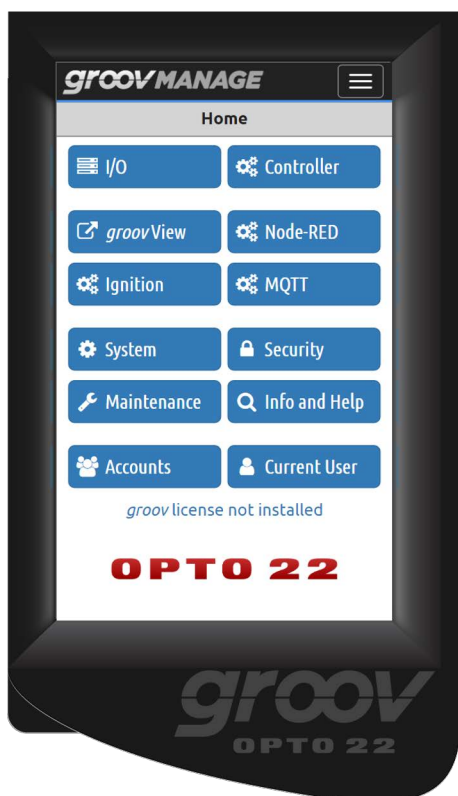 groov MANAGE
Home
I/O
Controller
groov View
Node-RED
Ignition
MQTT
System
Security
Maintenance
Info and Help
Accounts
Current User
groov license not installed
OPTO 22
groov
OPTO 22